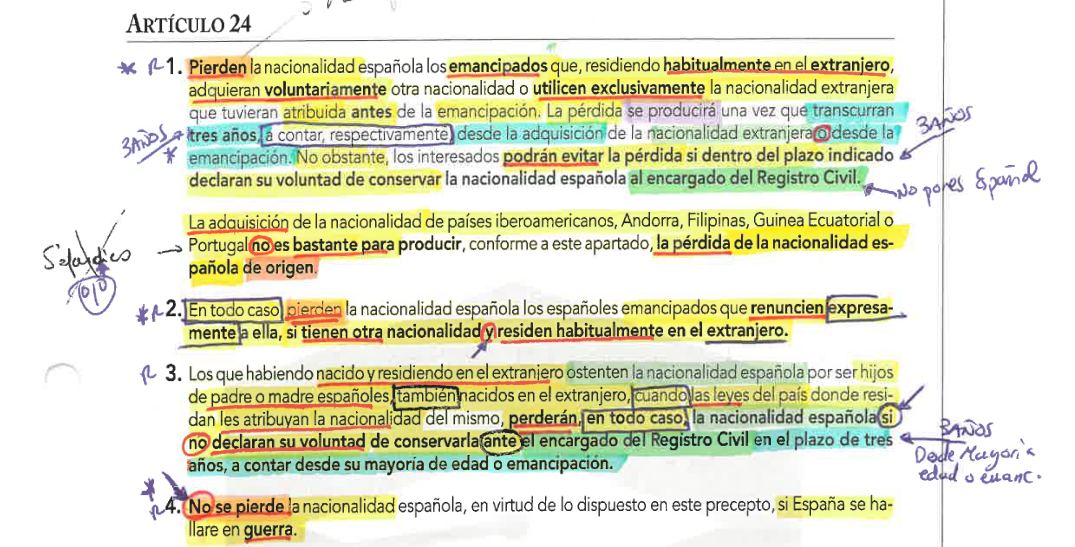 ARTÍCULO 24
* R 1. Pierden la nacionalidad española los emancipados que, residiendo habitualmente en el extranjero,
adquieran voluntariamente otra nacionalidad o utilicen exclusivamente la nacionalidad extranjera
que tuvieran atribuida antes de la emancipación. La pérdida se producirá una vez que transcurran
3 AÑOS tres años, a contar, respectivamente desde la adquisición de la nacionalidad extranjera o desde la 3 AÑOS
* emancipación. No obstante, los interesados podrán evitar la pérdida si dentro del plazo indicado
declaran su voluntad de conservar la nacionalidad española al encargado del Registro Civil.
No pares Español
La adquisición de la nacionalidad de países iberoamericanos, Andorra, Filipinas, Guinea Ecuatorial o
Portugal no es bastante para producir, conforme a este apartado, la pérdida de la nacionalidad es-
Sefardíes
pañola de origen.
OJO
* R 2. En todo caso pierden la nacionalidad española los españoles emancipados que renuncien expresa-
mente a ella, si tienen otra nacionalidad y residen habitualmente en el extranjero.
R 3. Los que habiendo nacido y residiendo en el extranjero ostenten la nacionalidad española por ser hijos
de padre o madre españoles, también nacidos en el extranjero, cuando las leyes del país donde resi-
dan les atribuyan la nacionalidad del mismo, perderán, en todo caso, la nacionalidad española si
no declaran su voluntad de conservarla ante el encargado del Registro Civil en el plazo de tres
años, a contar desde su mayoría de edad o emancipación.
3 AÑOS
Desde Mayoría
edad o emanc.
*
R 4. No se pierde la nacionalidad española, en virtud de lo dispuesto en este precepto, si España se ha-
llare en guerra.